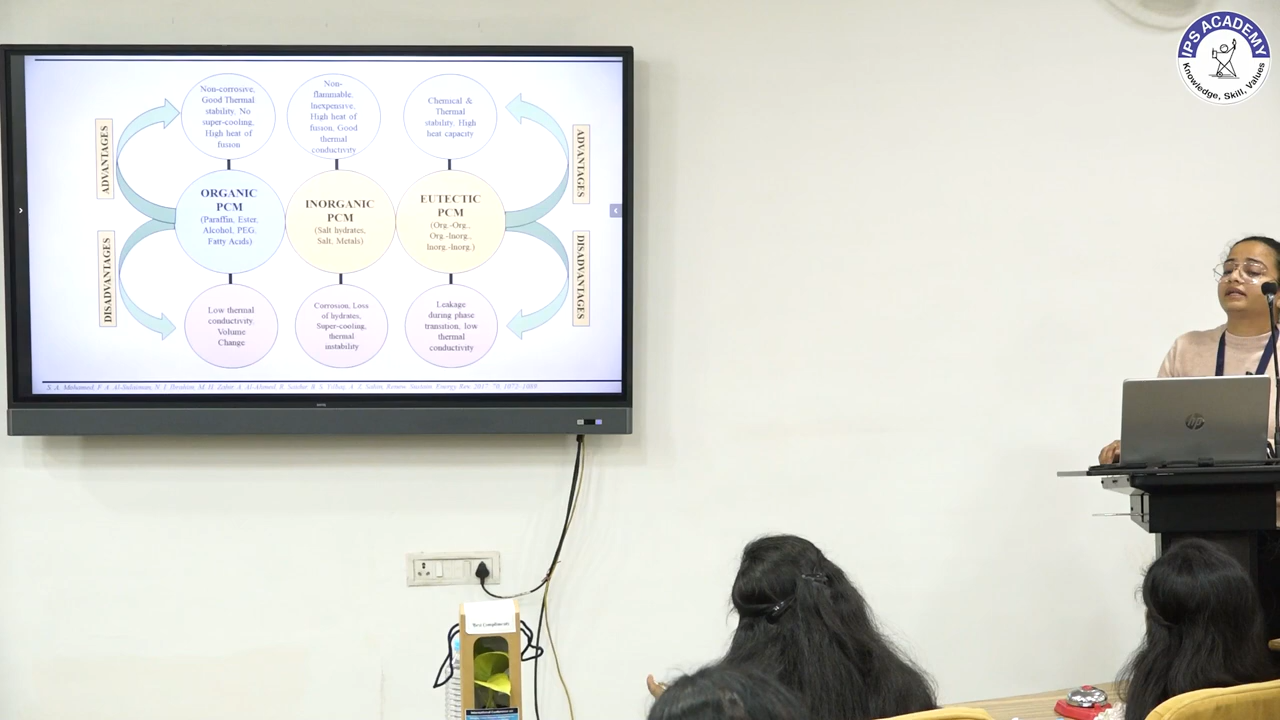 Non-corrosive,
Good Thermal
stability, No
super-cooling,
High heat of
fusion
Non-
flammable,
Inexpensive,
High heat of
fusion, Good
thermal
conductivity
Chemical &
Thermal
stability, High
heat capacity
ADVANTAGES
ADVANTAGES
ORGANIC
PCM
(Paraffin, Ester,
Alcohol, PEG,
Fatty Acids)
INORGANIC
PCM
(Salt hydrates,
Salt, Metals)
EUTECTIC
PCM
(Org.-Org.,
Org.-Inorg.,
Inorg.-Inorg.)
DISADVANTAGES
DISADVANTAGES
Low thermal
conductivity,
Volume
Change
Corrosion, Loss
of hydrates,
Super-cooling,
thermal
instability
Leakage
during phase
transition, low
thermal
conductivity
IPS ACADEMY
Knowledge, Skill, Values
hp
Best Compliments